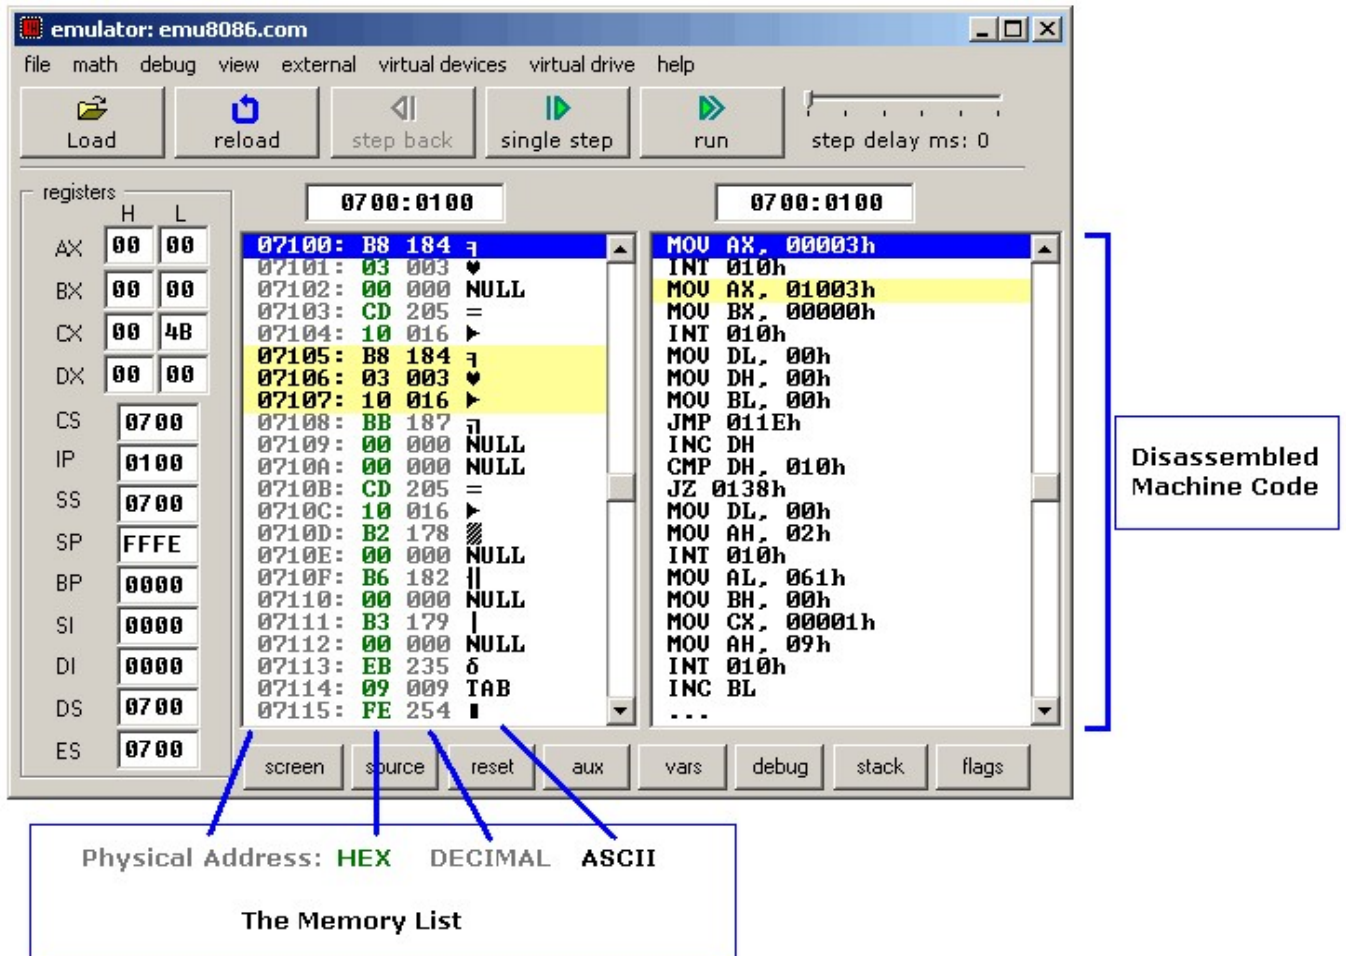 emulator: emu8086.com
file math debug view external virtual devices virtual drive help
Load reload step back single step run step delay ms: 0
registers
H L
AX 00 00
BX 00 00
CX 00 4B
DX 00 00
CS 0700
IP 0100
SS 0700
SP FFFE
BP 0000
SI 0000
DI 0000
DS 0700
ES 0700
0700:0100
07100: B8 184 ╕
07101: 03 003 ♥
07102: 00 000 NULL
07103: CD 205 =
07104: 10 016 ►
07105: B8 184 ╕
07106: 03 003 ♥
07107: 10 016 ►
07108: BB 187 ╗
07109: 00 000 NULL
0710A: 00 000 NULL
0710B: CD 205 =
0710C: 10 016 ►
0710D: B2 178 ▓
0710E: 00 000 NULL
0710F: B6 182 ╢
07110: 00 000 NULL
07111: B3 179 │
07112: 00 000 NULL
07113: EB 235 δ
07114: 09 009 TAB
07115: FE 254 ■
0700:0100
MOV AX, 00003h
INT 010h
MOV AX, 01003h
MOV BX, 00000h
INT 010h
MOV DL, 00h
MOV DH, 00h
MOV BL, 00h
JMP 011Eh
INC DH
CMP DH, 010h
JZ 0138h
MOV DL, 00h
MOV AH, 02h
INT 010h
MOV AL, 061h
MOV BH, 00h
MOV CX, 00001h
MOV AH, 09h
INT 010h
INC BL
...
Disassembled
Machine Code
screen source reset aux vars debug stack flags
Physical Address: HEX DECIMAL ASCII
The Memory List